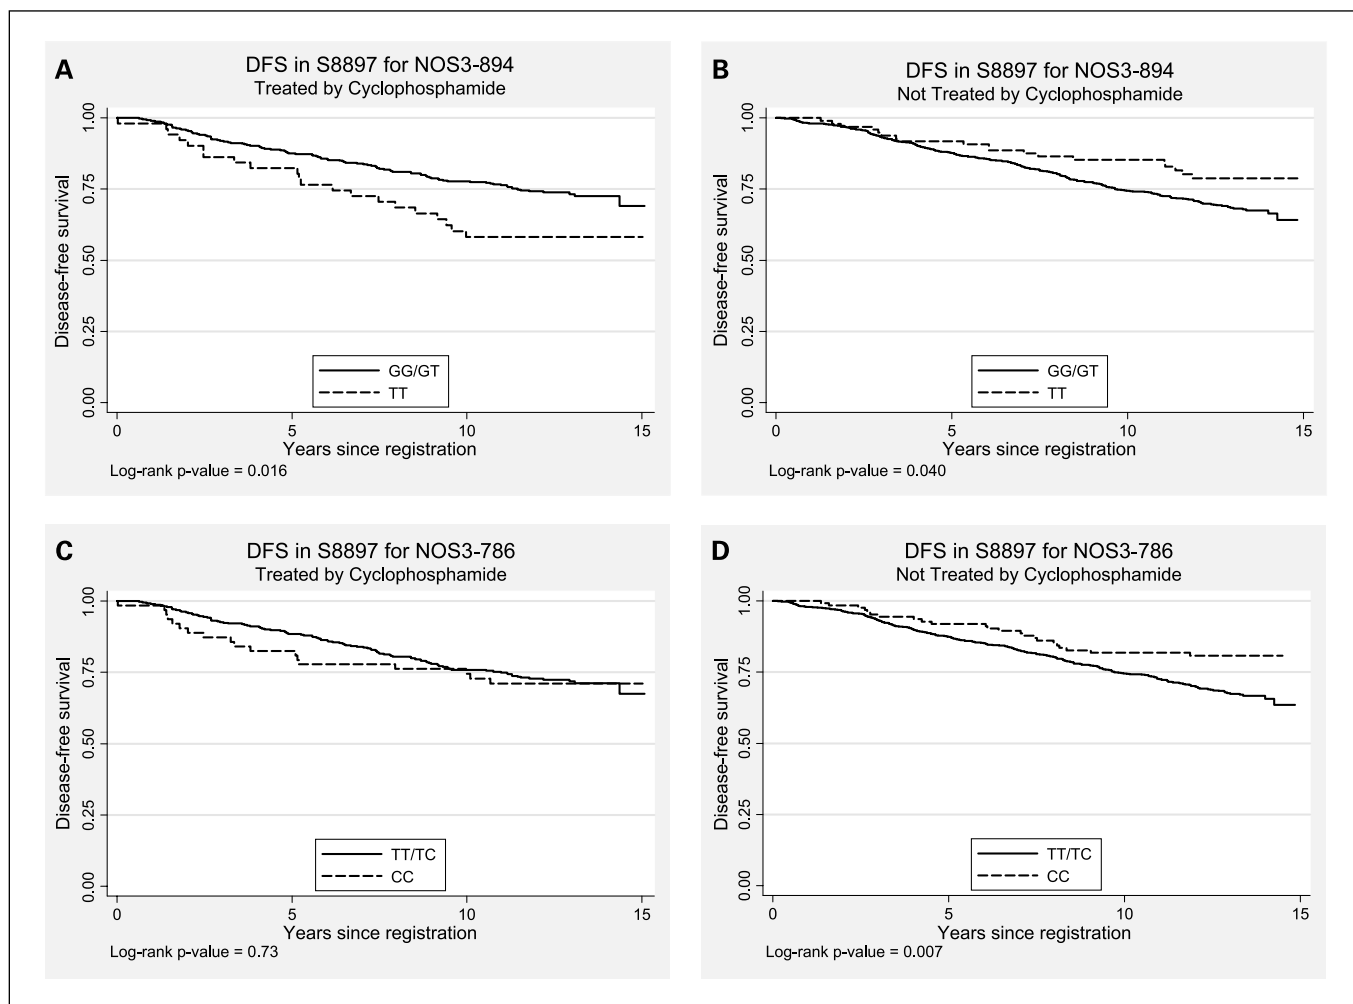 A
DFS in S8897 for NOS3-894
Treated by Cyclophosphamide
Disease-free survival
1.00
0.75
0.50
0.25
0.00
GG/GT
TT
0 5 10 15
Years since registration
Log-rank p-value = 0.016
B
DFS in S8897 for NOS3-894
Not Treated by Cyclophosphamide
Disease-free survival
1.00
0.75
0.50
0.25
0.00
GG/GT
TT
0 5 10 15
Years since registration
Log-rank p-value = 0.040
C
DFS in S8897 for NOS3-786
Treated by Cyclophosphamide
Disease-free survival
1.00
0.75
0.50
0.25
0.00
TT/TC
CC
0 5 10 15
Years since registration
Log-rank p-value = 0.73
D
DFS in S8897 for NOS3-786
Not Treated by Cyclophosphamide
Disease-free survival
1.00
0.75
0.50
0.25
0.00
TT/TC
CC
0 5 10 15
Years since registration
Log-rank p-value = 0.007